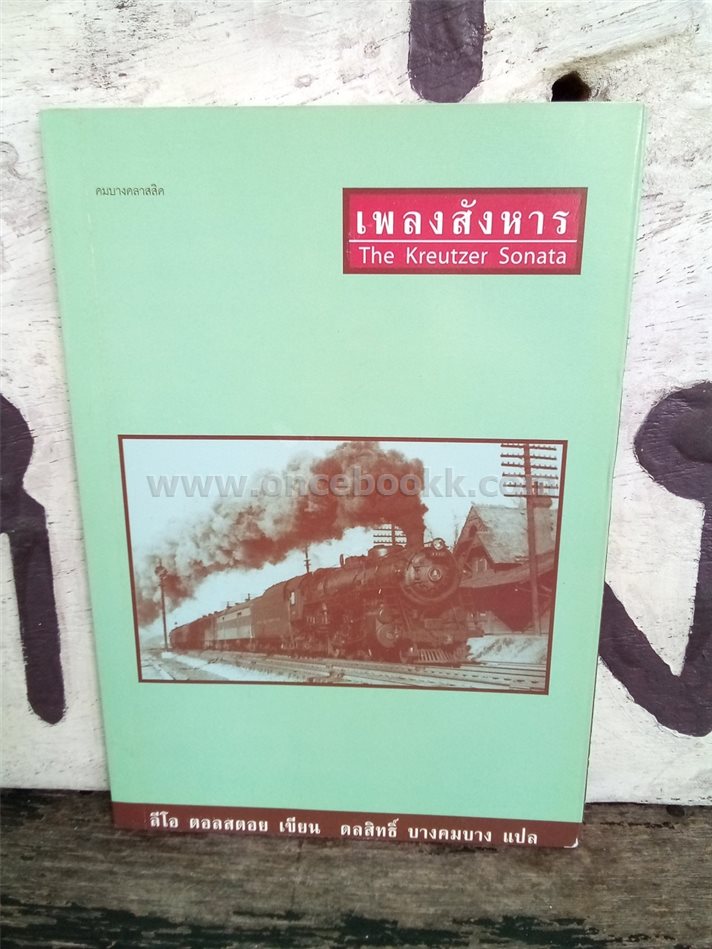 คมบางคลาสสิค
เพลงสังหาร
The Kreutzer Sonata
www.oncebookk.com
ลีโอ ตอลสตอย เขียน ดลสิทธิ์ บางคมบาง แปล